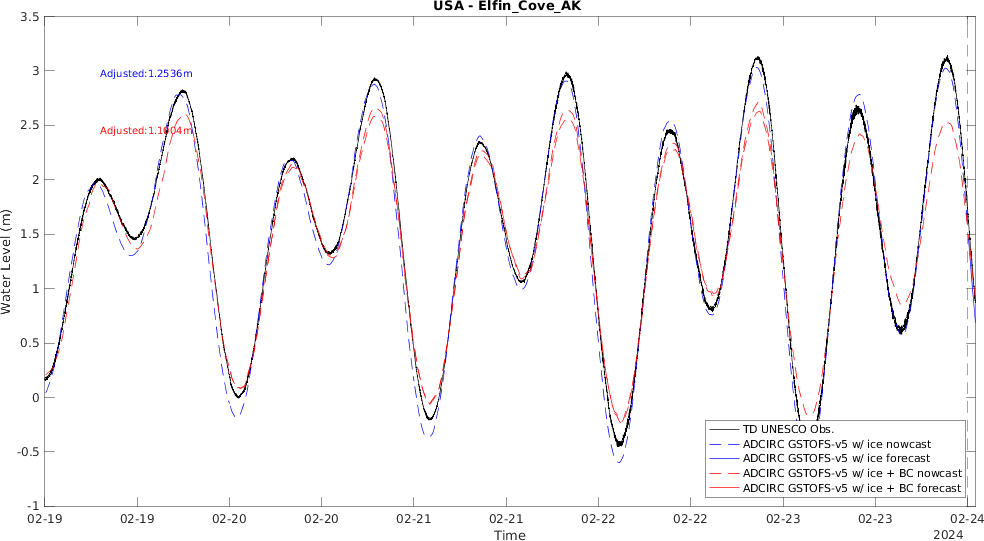 USA - Elfin_Cove_AK
3.5
3
2.5
2
1.5
1
0.5
0
-0.5
-1
Water Level (m)
Adjusted:1.2536m
Adjusted:1.1004m
TD UNESCO Obs.
ADCIRC GSTOFS-v5 w/ ice nowcast
ADCIRC GSTOFS-v5 w/ ice forecast
ADCIRC GSTOFS-v5 w/ ice + BC nowcast
ADCIRC GSTOFS-v5 w/ ice + BC forecast
02-19 02-19 02-20 02-20 02-21 02-21 02-22 02-22 02-23 02-23 02-24
Time
2024